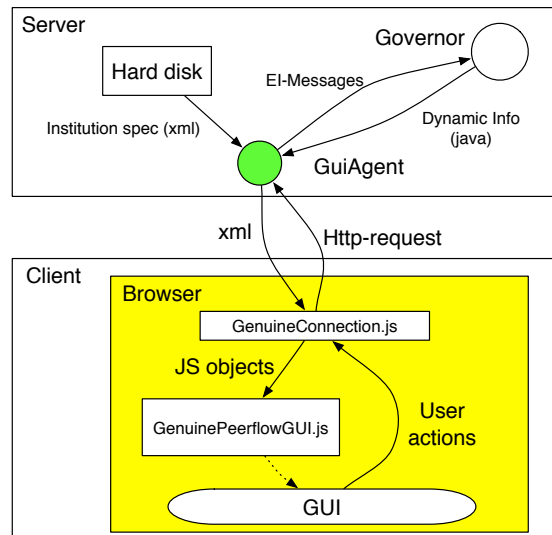 Server
Governor
Hard disk
EI-Messages
Institution spec (xml)
Dynamic Info
(java)
GuiAgent
xml
Http-request
Client
Browser
GenuineConnection.js
JS objects
GenuinePeerflowGUI.js
User
actions
GUI